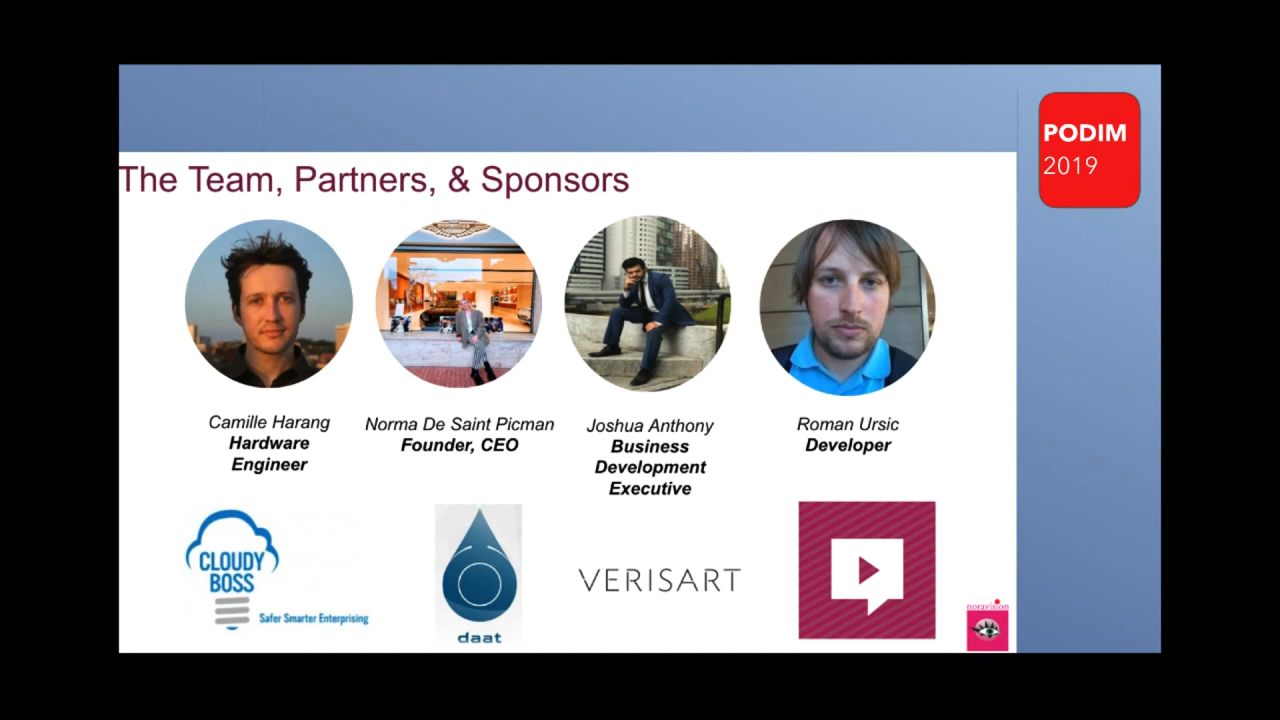 PODIM
2019
The Team, Partners, & Sponsors
Camille Harang
Hardware
Engineer
Norma De Saint Picman
Founder, CEO
Joshua Anthony
Business
Development
Executive
Roman Ursic
Developer
CLOUDY
BOSS
Safer Smarter Enterprising
daat
VERISART
noravision